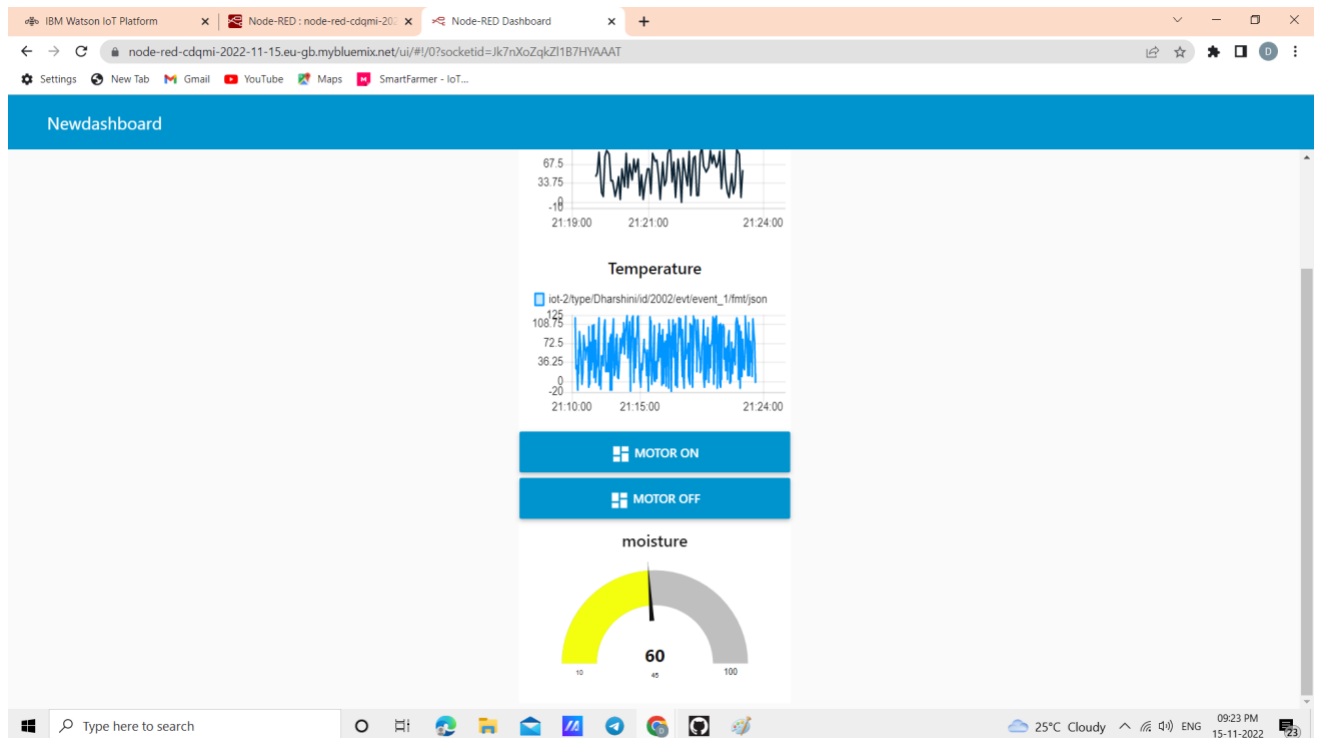 IBM Watson IoT Platform
Node-RED : node-red-cdqmi-202
Node-RED Dashboard
node-red-cdqmi-2022-11-15.eu-gb.mybluemix.net/ui/#!/0?socketid=Jk7nXoZqkZl1B7HYAAAT
D
Settings New Tab Gmail YouTube Maps SmartFarmer - IoT...
Newdashboard
67.5
33.75
0
-10
21:19:00 21:21:00 21:24:00
Temperature
iot-2/type/Dharshini/id/2002/evt/event_1/fmt/json
125
108.75
72.5
36.25
0
-20
21:10:00 21:15:00 21:24:00
MOTOR ON
MOTOR OFF
moisture
60
10 45 100
Type here to search
25°C Cloudy ENG
09:23 PM
15-11-2022
23